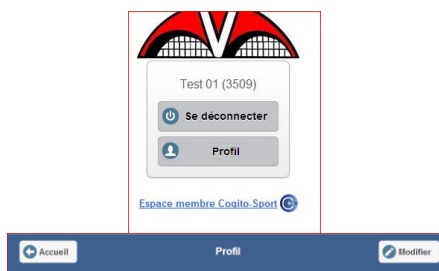 Test 01 (3509)
Se déconnecter
Profil
Espace membre Cogito-Sport
Accueil Profil Modifier